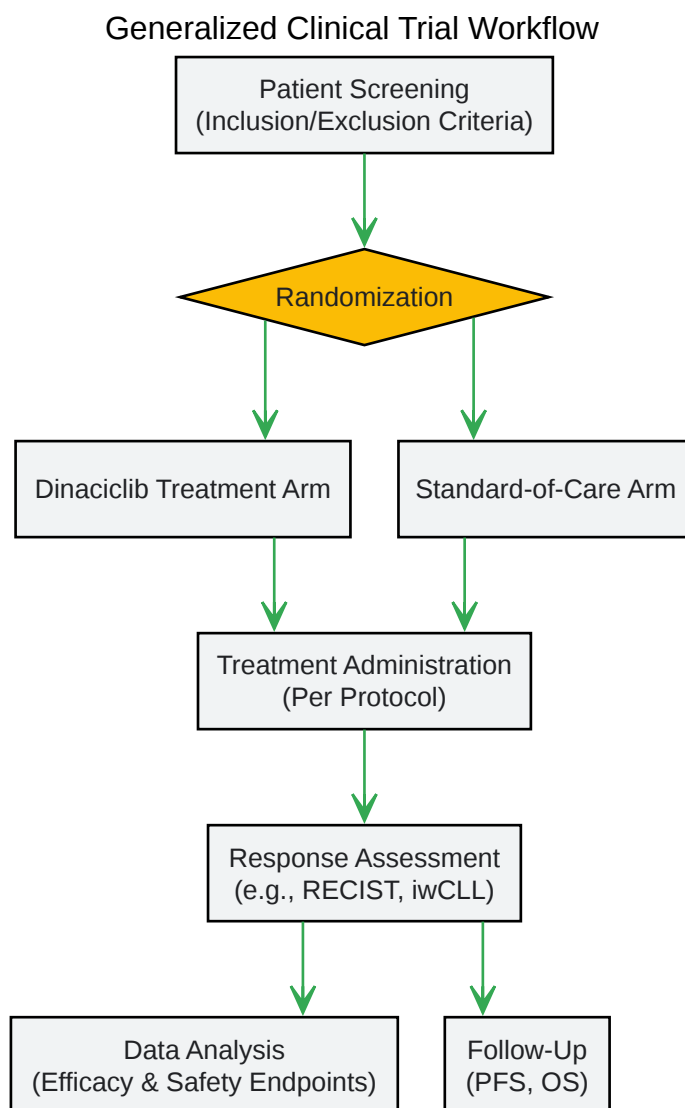 Generalized Clinical Trial Workflow
Patient Screening
(Inclusion/Exclusion Criteria)
Randomization
Dinaciclib Treatment Arm
Standard-of-Care Arm
Treatment Administration
(Per Protocol)
Response Assessment
(e.g., RECIST, iwCLL)
Data Analysis
(Efficacy & Safety Endpoints)
Follow-Up
(PFS, OS)